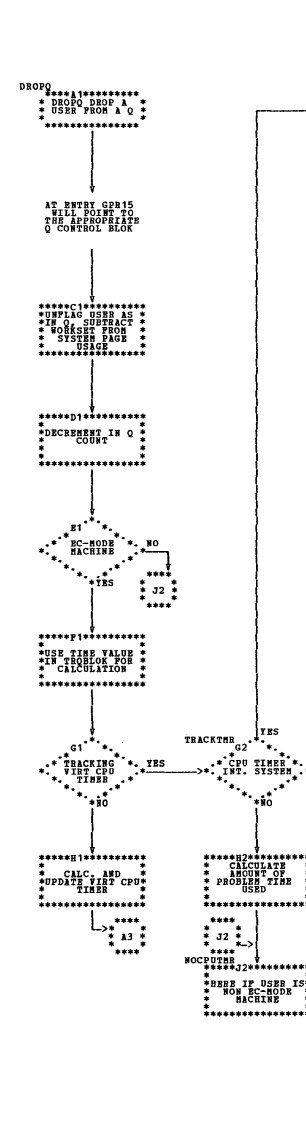 DROPQ
A1
DROPQ DROP A
USER FROM A Q
AT ENTRY GPR15
WILL POINT TO
THE APPROPRIATE
Q CONTROL BLOK
C1
UNFLAG USER AS
IN Q, SUBTRACT
WORKSET FROM
SYSTEM PAGE
USAGE
D1
DECREMENT IN Q
COUNT
E1
EC-MODE
MACHINE
NO
J2
YES
F1
USE TIME VALUE
IN TRQBLOK FOR
CALCULATION
G1
TRACKING
VIRT CPU
TIMER
YES
NO
H1
CALC. AND
UPDATE VIRT CPU
TIMER
A3
TRACKTMR
G2
YES
CPU TIMER
INT. SYSTEM
NO
H2
CALCULATE
AMOUNT OF
PROBLEM TIME
USED
J2
NOCPUTMR
J2
HERE IF USER IS
NON EC-MODE
MACHINE